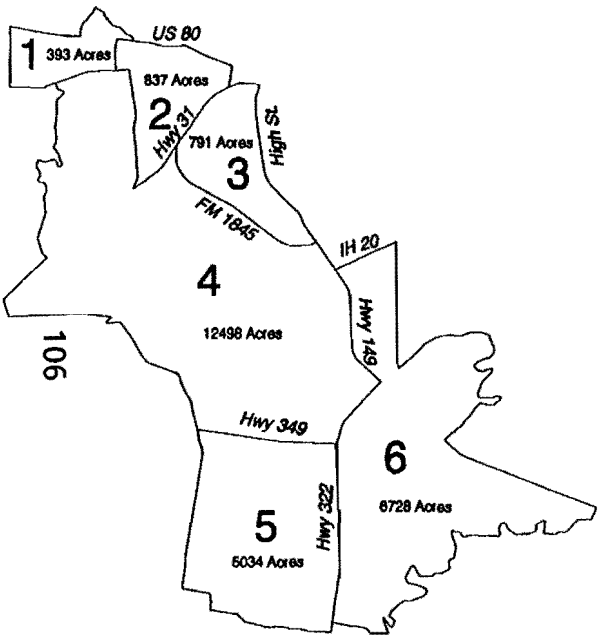 US 80
1
393 Acres
837 Acres
2
Hwy 31
791 Acres
3
High St.
FM 1845
IH 20
4
12498 Acres
Hwy 149
106
Hwy 349
6
6728 Acres
5
5034 Acres
Hwy 322